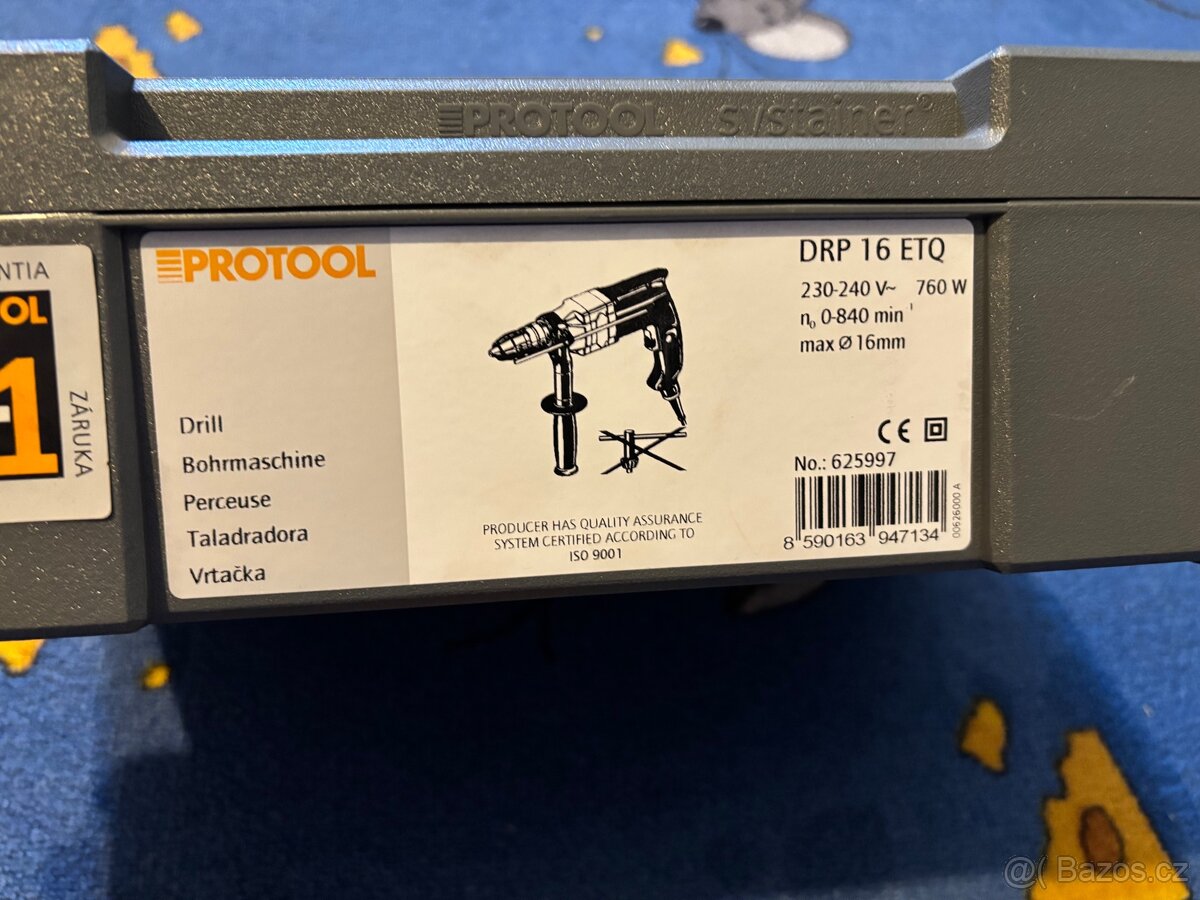 PROTOOL systainer²
NTIA
OL
1
ZÁRUKA
PROTOOL
Drill
Bohrmaschine
Perceuse
Taladradora
Vrtačka
PRODUCER HAS QUALITY ASSURANCE
SYSTEM CERTIFIED ACCORDING TO
ISO 9001
DRP 16 ETQ
230-240 V~ 760 W
n₀ 0-840 min⁻¹
max Ø 16mm
CE
No.: 625997
8 590163 947134
00626000 A
@( Bazos.cz